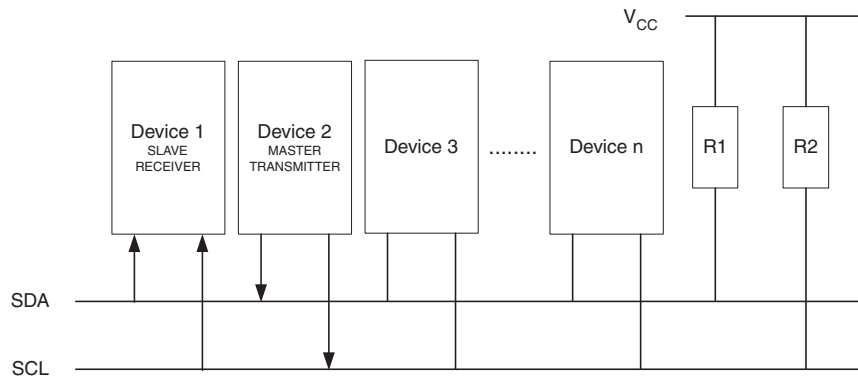 VCC
Device 1
SLAVE
RECEIVER
Device 2
MASTER
TRANSMITTER
Device 3
........
Device n
R1
R2
SDA
SCL